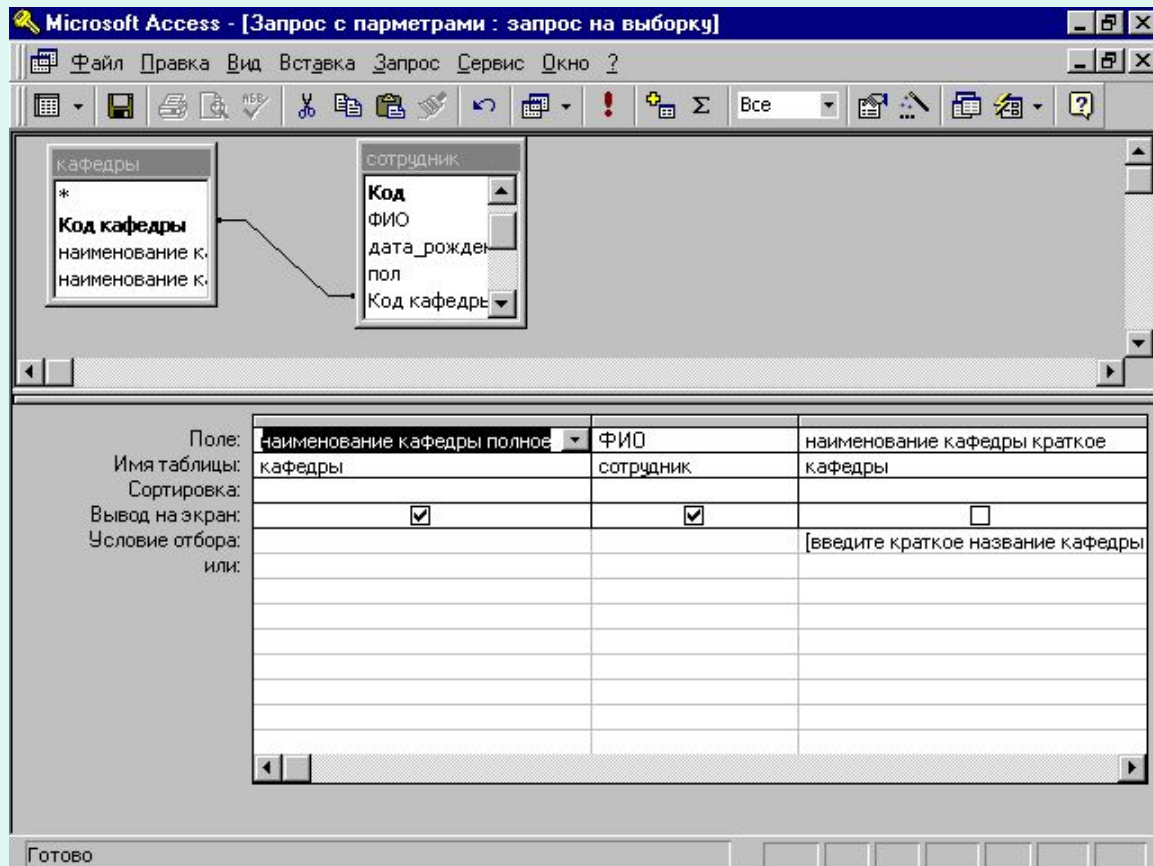 Microsoft Access - [Запрос с парметрами : запрос на выборку]
Файл Правка Вид Вставка Запрос Сервис Окно ?
Все
кафедры
*
Код кафедры
наименование ка
наименование ка
сотрудник
Код
ФИО
дата_рожден
пол
Код кафедры
Поле: наименование кафедры полное ФИО наименование кафедры краткое
Имя таблицы: кафедры сотрудник кафедры
Сортировка:
Вывод на экран:
Условие отбора: [введите краткое название кафедры
или:
Готово